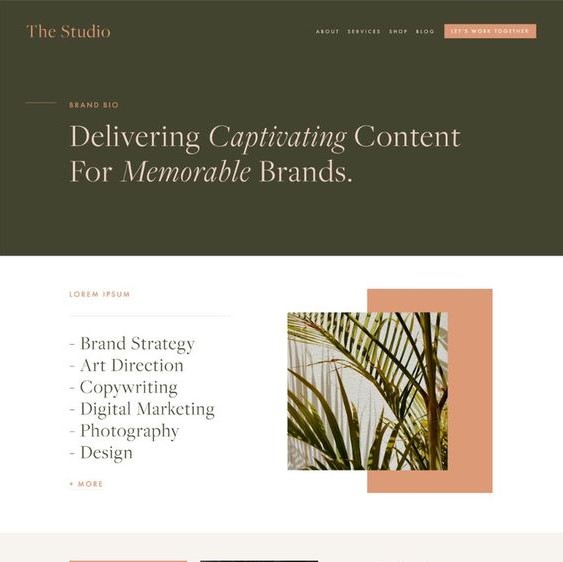 The Studio
ABOUT SERVICES SHOP BLOG LET'S WORK TOGETHER
BRAND BIO
Delivering Captivating Content
For Memorable Brands.
LOREM IPSUM
- Brand Strategy
- Art Direction
- Copywriting
- Digital Marketing
- Photography
- Design
+ MORE